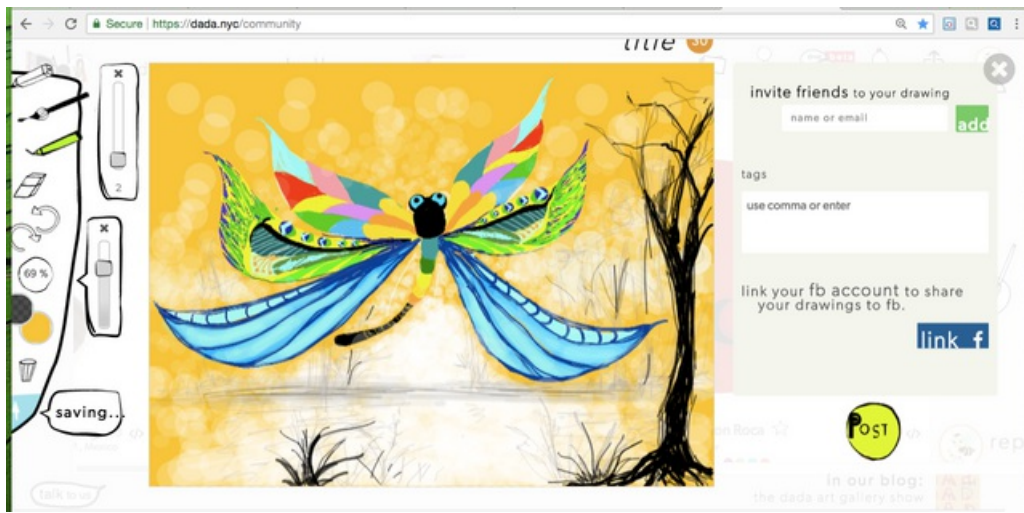 Secure | https://dada.nyc/community
title 30
invite friends to your drawing
name or email
add
tags
use comma or enter
2
69 %
link your fb account to share
your drawings to fb.
link f
saving...
POST
talk to us
in our blog:
the dada art gallery show